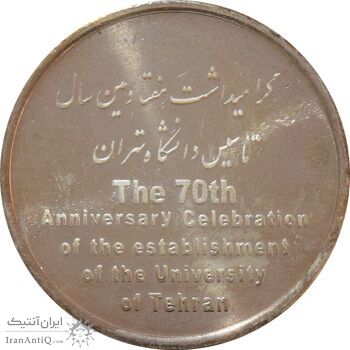 گرامیداشت هفتادمین سال
تاسیس دانشگاه تهران
The 70th
Anniversary Celebration
of the establishment
of the University
of Tehran
ایران آنتیک
IranAntiQ.com